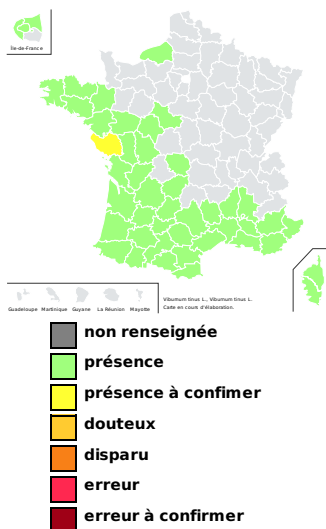 Île-de-France
Guadeloupe Martinique Guyane La Réunion Mayotte
Viburnum tinus L., Viburnum tinus L.
Carte en cours d'élaboration.
non renseignée
présence
présence à confimer
douteux
disparu
erreur
erreur à confirmer